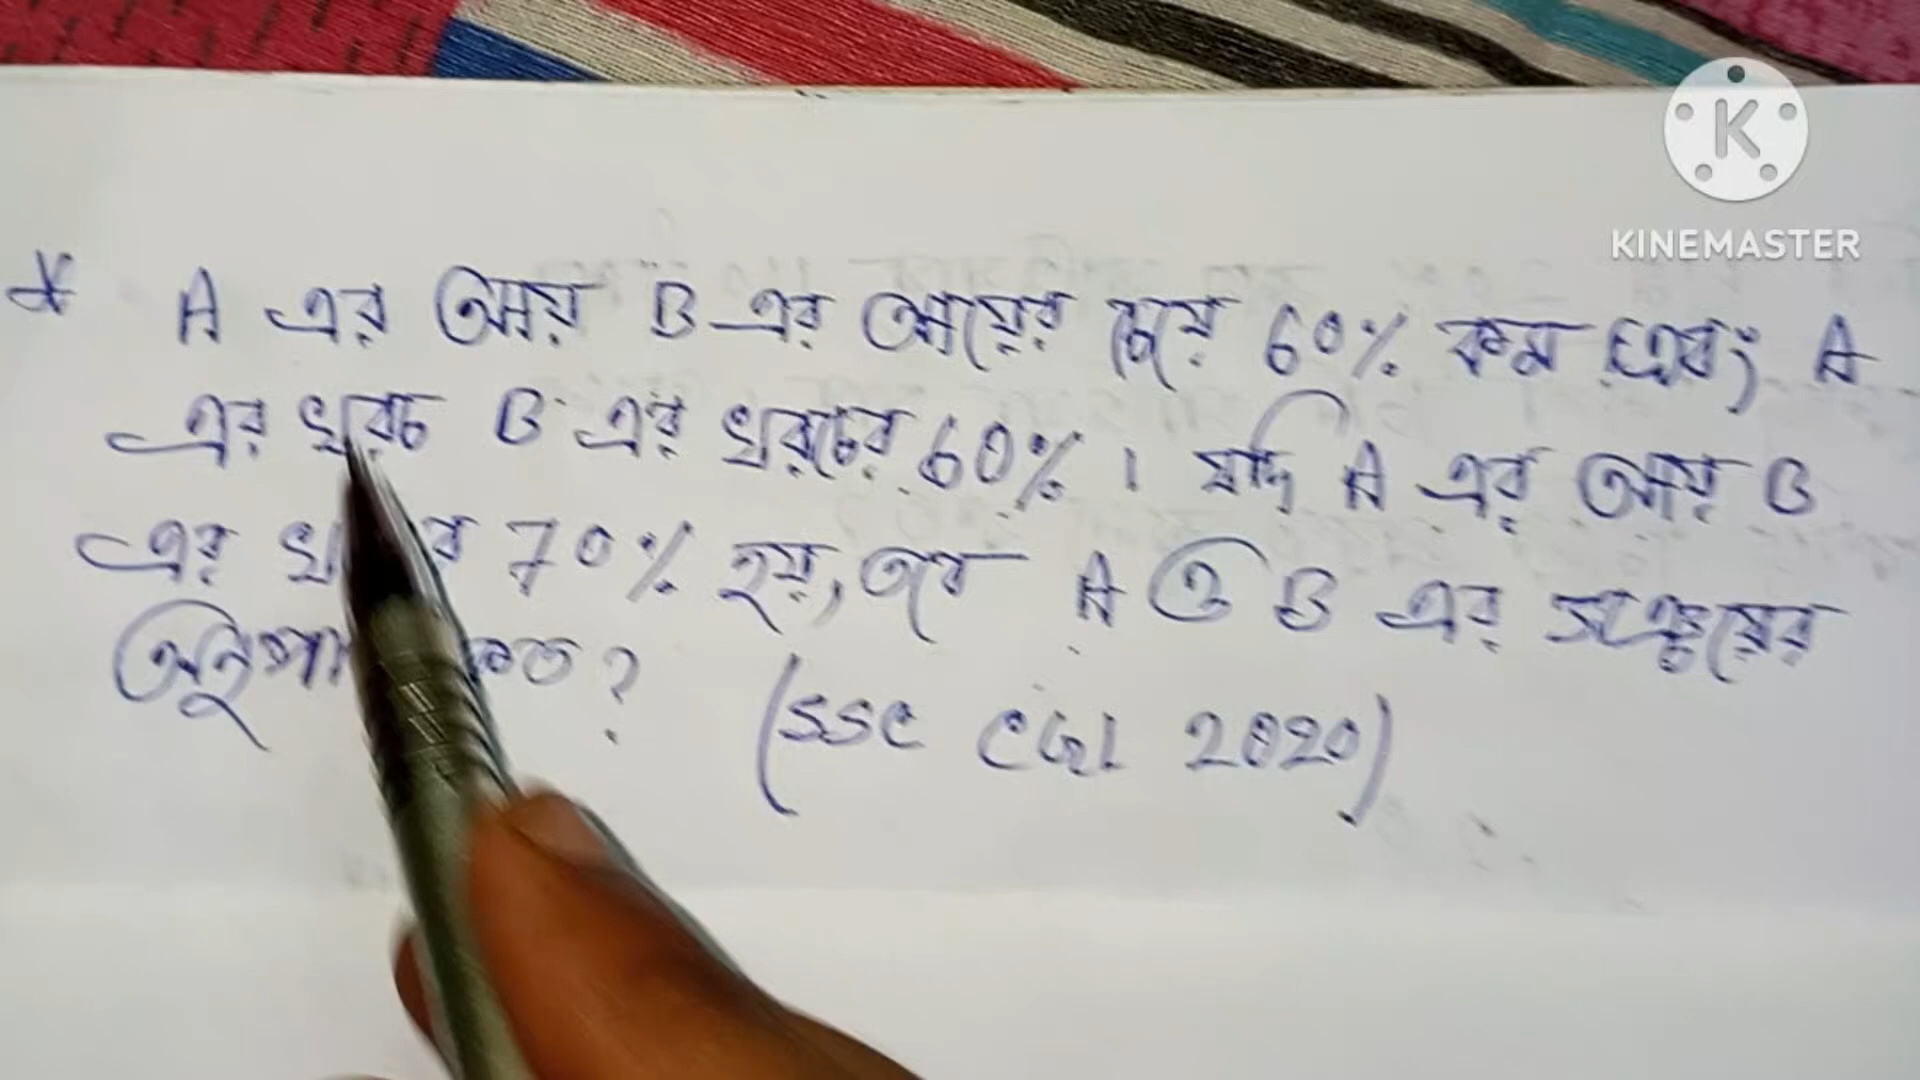 KINEMASTER
* A এর আয় B এর আয়ের চেয়ে 60% কম এবং A
এর খরচ B এর খরচের 60% । যদি A এর আয় B
এর 70% হয়, তবে A ও B এর সঞ্চয়ের
কত ?
(SSC CGL 2020)